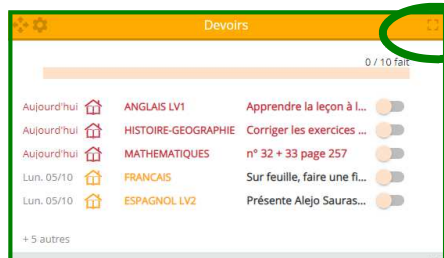 Devoirs
0 / 10 fait
Aujourd'hui ANGLAIS LV1 Apprendre la leçon à l...
Aujourd'hui HISTOIRE-GEOGRAPHIE Corriger les exercices ...
Aujourd'hui MATHEMATIQUES n° 32 + 33 page 257
Lun. 05/10 FRANCAIS Sur feuille, faire une fi...
Lun. 05/10 ESPAGNOL LV2 Présente Alejo Sauras...
+ 5 autres